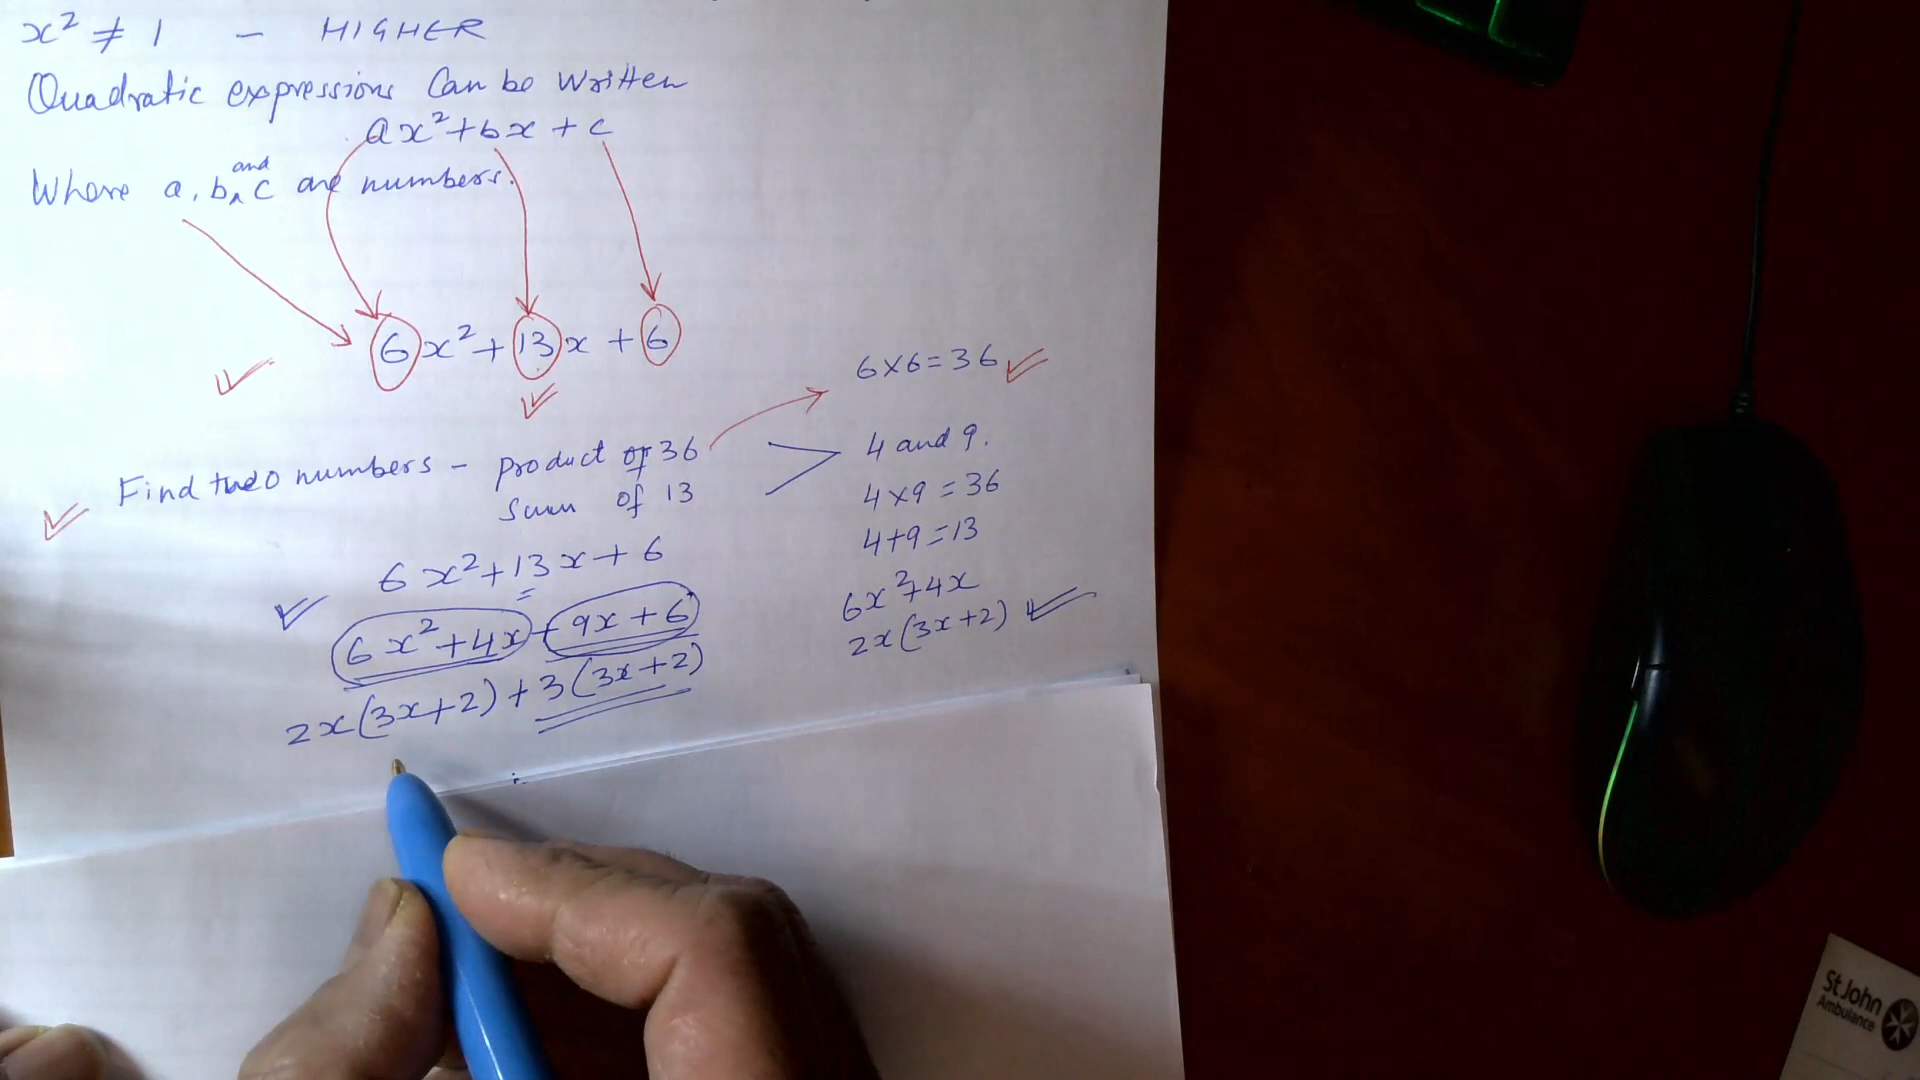 x² ≠ 1 - HIGHER
Quadratic expressions Can be written
ax² + bx + c
Where a, b, and c are numbers.
6x² + 13x + 6
6 × 6 = 36
Find two numbers - product of 36
Sum of 13
4 and 9.
4 × 9 = 36
4 + 9 = 13
6x² + 13x + 6
6x² + 4x + 9x + 6
2x(3x + 2) + 3(3x + 2)
6x² + 4x
2x(3x + 2)
St John
Ambulance